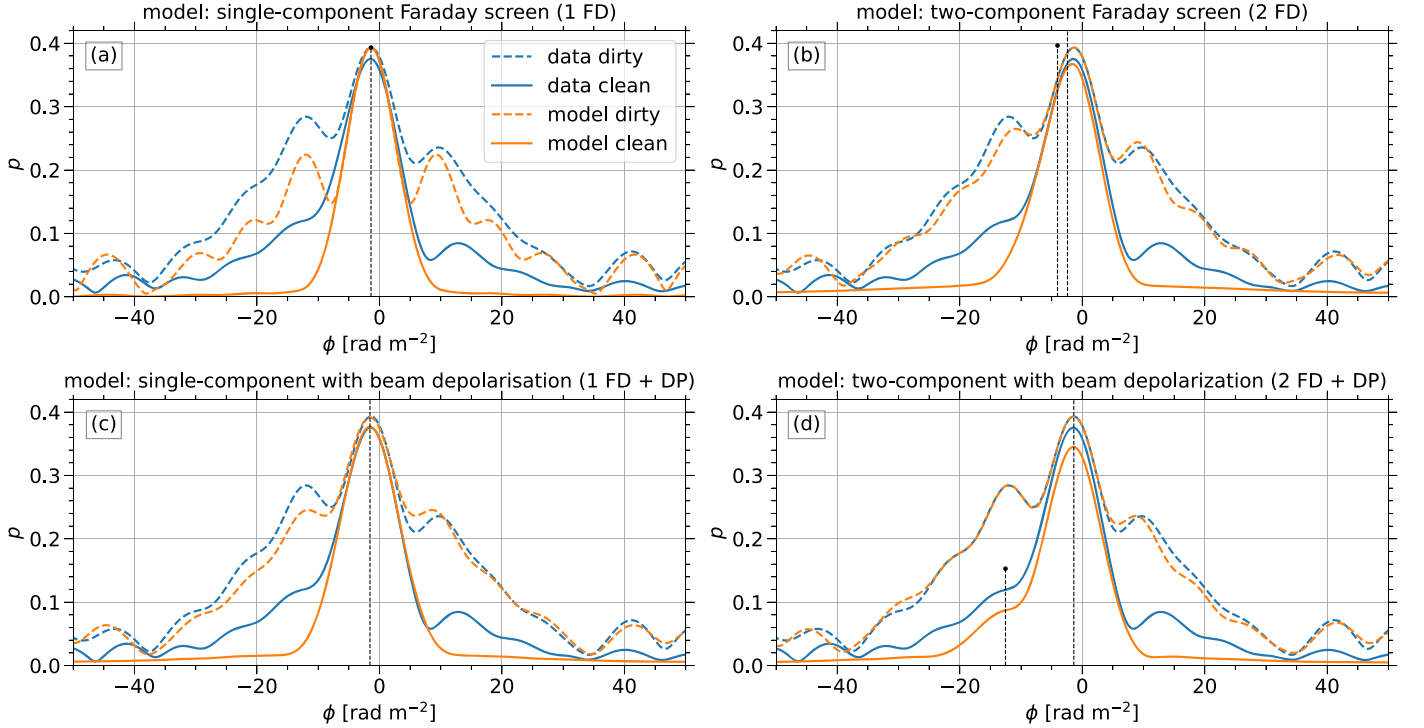 model: single-component Faraday screen (1 FD)
(a)
data dirty
data clean
model dirty
model clean
0.4
0.3
0.2
0.1
0.0
p
−40
−20
0
20
40
ϕ [rad m⁻²]
model: two-component Faraday screen (2 FD)
(b)
0.4
0.3
0.2
0.1
0.0
p
−40
−20
0
20
40
ϕ [rad m⁻²]
model: single-component with beam depolarisation (1 FD + DP)
(c)
0.4
0.3
0.2
0.1
0.0
p
−40
−20
0
20
40
ϕ [rad m⁻²]
model: two-component with beam depolarization (2 FD + DP)
(d)
0.4
0.3
0.2
0.1
0.0
p
−40
−20
0
20
40
ϕ [rad m⁻²]